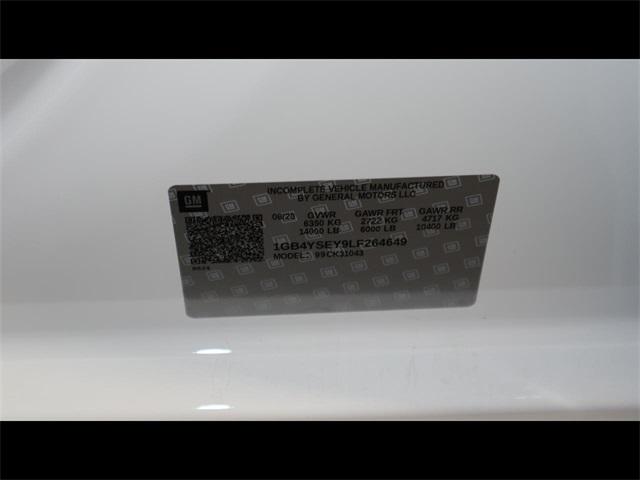 GM
INCOMPLETE VEHICLE MANUFACTURED
BY GENERAL MOTORS LLC
08/20 GVWR GAWR FRT GAWR RR
6350 KG 2722 KG 4717 KG
14000 LB 6000 LB 10400 LB
1GB4YSEY9LF264649
MODEL: 99CK31043